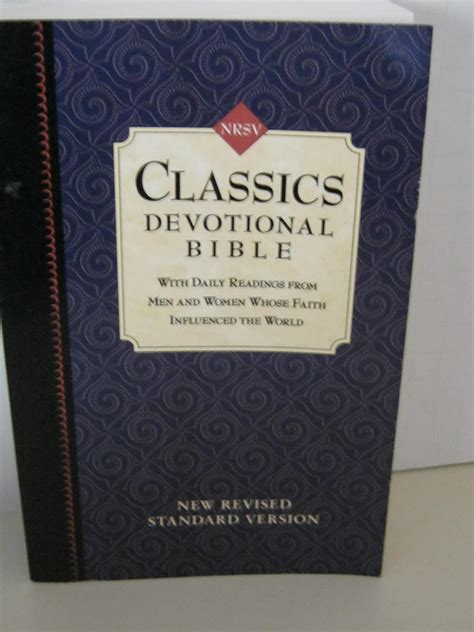 NRSV
CLASSICS
DEVOTIONAL
BIBLE
WITH DAILY READINGS FROM
MEN AND WOMEN WHOSE FAITH
INFLUENCED THE WORLD
NEW REVISED
STANDARD VERSION